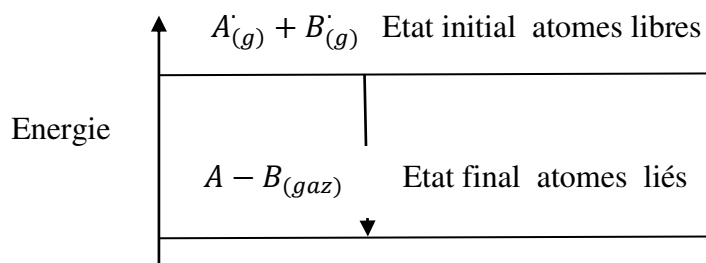 A˙(g) + B˙(g) Etat initial atomes libres
Energie
A − B(gaz) Etat final atomes liés